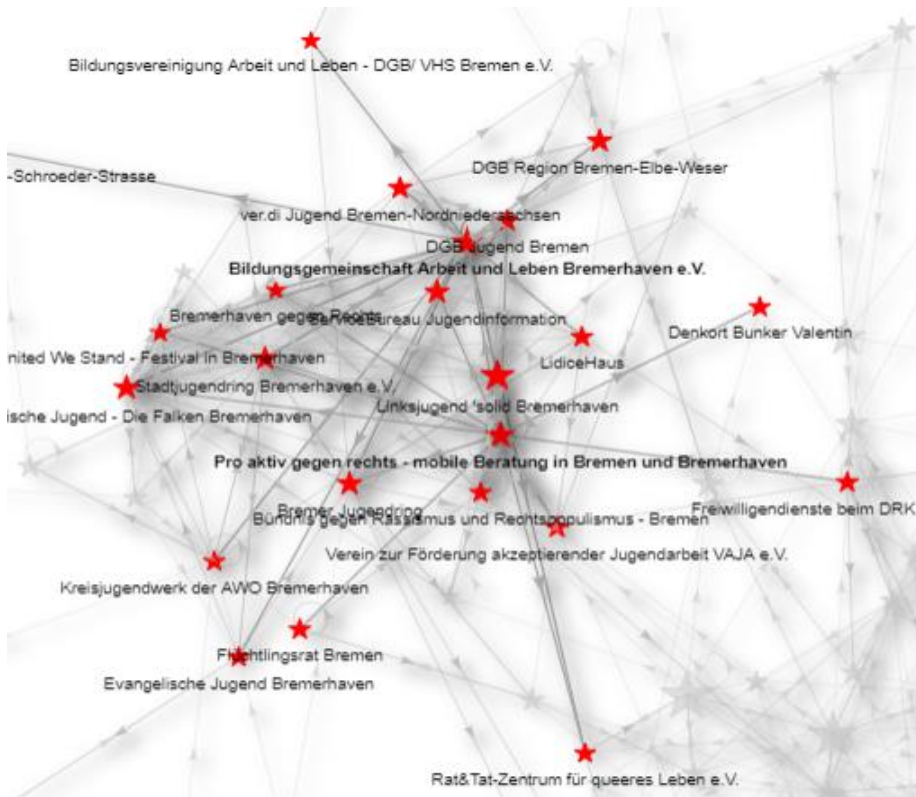 Bildungsvereinigung Arbeit und Leben - DGB/ VHS Bremen e.V.
DGB Region Bremen-Elbe-Weser
-Schroeder-Strasse
ver.di Jugend Bremen-Nordniedersachsen
DGB Jugend Bremen
Bildungsgemeinschaft Arbeit und Leben Bremerhaven e.V.
Bremerhaven gegen Rechts
ServiceBureau Jugendinformation
Denkort Bunker Valentin
nited We Stand - Festival in Bremerhaven
LidiceHaus
Stadtjugendring Bremerhaven e.V.
Linksjugend 'solid Bremerhaven
ische Jugend - Die Falken Bremerhaven
Pro aktiv gegen rechts - mobile Beratung in Bremen und Bremerhaven
Bremer Jugendring
Freiwilligendienste beim DRK
Bündnis gegen Rassismus und Rechtspopulismus - Bremen
Verein zur Förderung akzeptierender Jugendarbeit VAJA e.V.
Kreisjugendwerk der AWO Bremerhaven
Flüchtlingsrat Bremen
Evangelische Jugend Bremerhaven
Rat&Tat-Zentrum für queeres Leben e.V.